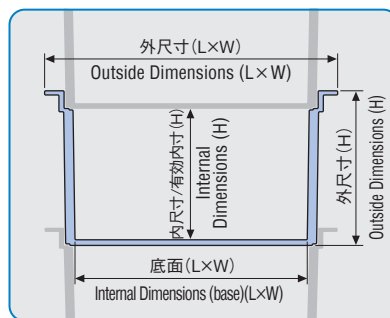 外尺寸(L×W)
Outside Dimensions (L×W)
内尺寸/有効内寸(H)
Internal
Dimensions (H)
外尺寸(H)
Outside Dimensions (H)
底面(L×W)
Internal Dimensions (base)(L×W)